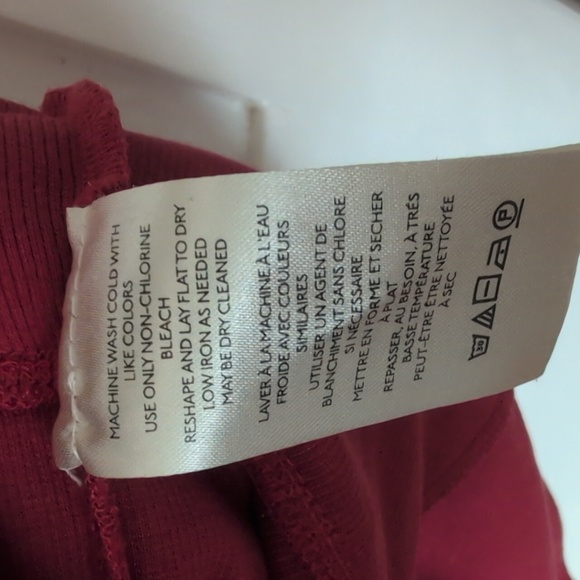 MACHINE WASH COLD WITH
LIKE COLORS
USE ONLY NON-CHLORINE
BLEACH
RESHAPE AND LAY FLAT TO DRY
LOW IRON AS NEEDED
MAY BE DRY CLEANED
LAVER À LA MACHINE À L'EAU
FROIDE AVEC COULEURS
SIMILAIRES
UTILISER UN AGENT DE
BLANCHIMENT SANS CHLORE
SI NÉCESSAIRE
METTRE EN FORME ET SECHER
À PLAT
REPASSER, AU BESOIN, À TRÉS
BASSE TEMPÉRATURE
PEUT-ÊTRE ÊTRE NETTOYÉE
À SEC
30 P